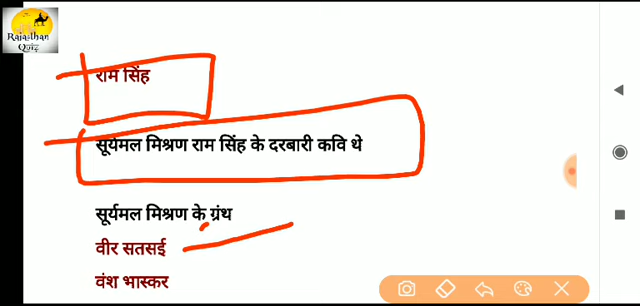 Rajasthan
Quiz
राम सिंह
सूर्यमल मिश्रण राम सिंह के दरबारी कवि थे
सूर्यमल मिश्रण के ग्रंथ
वीर सतसई
वंश भास्कर